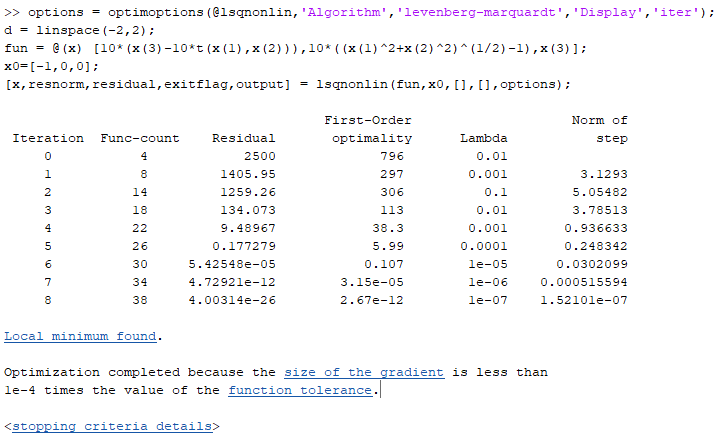 >> options = optimoptions(@lsqnonlin,'Algorithm','levenberg-marquardt','Display','iter');
d = linspace(-2,2);
fun = @(x) [10*(x(3)-10*t(x(1),x(2))),10*((x(1)^2+x(2)^2)^(1/2)-1),x(3)];
x0=[-1,0,0];
[x,resnorm,residual,exitflag,output] = lsqnonlin(fun,x0,[],[],options);
First-Order Norm of
Iteration Func-count Residual optimality Lambda step
0 4 2500 796 0.01
1 8 1405.95 297 0.001 3.1293
2 14 1259.26 306 0.1 5.05482
3 18 134.073 113 0.01 3.78513
4 22 9.48967 38.3 0.001 0.936633
5 26 0.177279 5.99 0.0001 0.248342
6 30 5.42548e-05 0.107 1e-05 0.0302099
7 34 4.72921e-12 3.15e-05 1e-06 0.000515594
8 38 4.00314e-26 2.67e-12 1e-07 1.52101e-07
Local minimum found.
Optimization completed because the size of the gradient is less than
1e-4 times the value of the function tolerance.
<stopping criteria details>